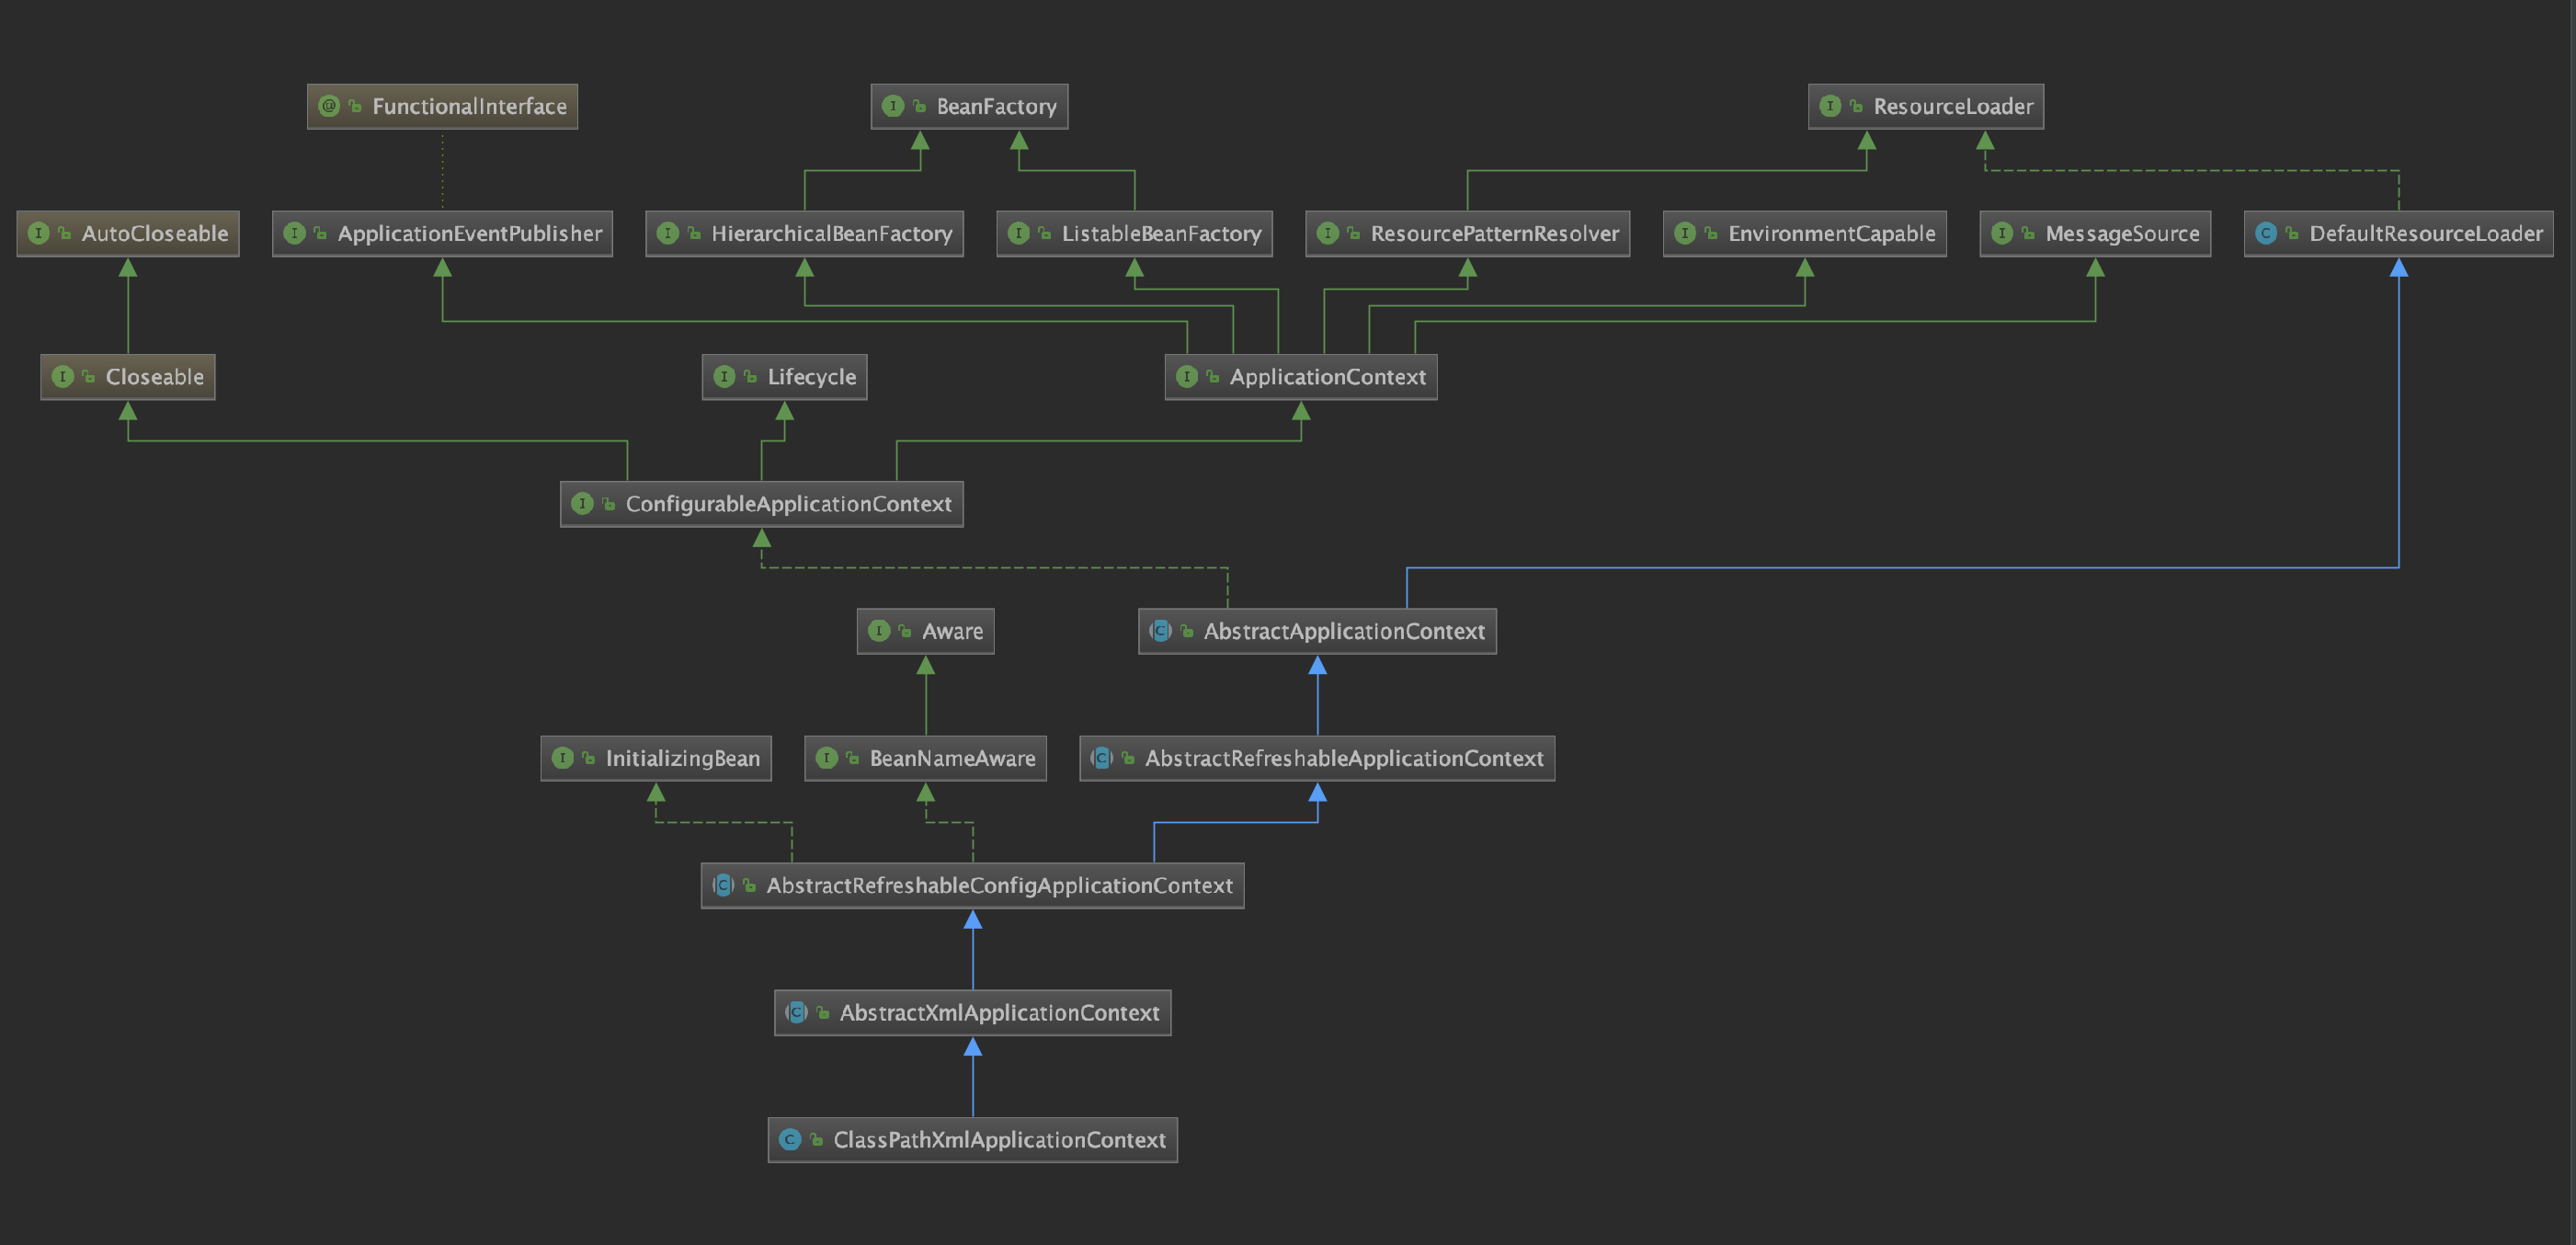 FunctionalInterface
BeanFactory
ResourceLoader
AutoCloseable
ApplicationEventPublisher
HierarchicalBeanFactory
ListableBeanFactory
ResourcePatternResolver
EnvironmentCapable
MessageSource
DefaultResourceLoader
Closeable
Lifecycle
ApplicationContext
ConfigurableApplicationContext
Aware
AbstractApplicationContext
InitializingBean
BeanNameAware
AbstractRefreshableApplicationContext
AbstractRefreshableConfigApplicationContext
AbstractXmlApplicationContext
ClassPathXmlApplicationContext